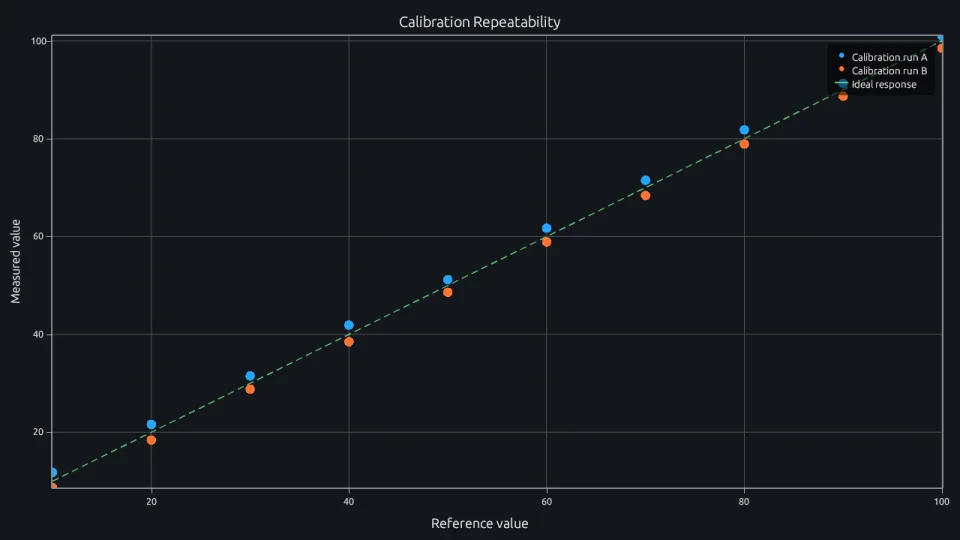 Calibration Repeatability
Calibration run A
Calibration run B
Ideal response
Measured value
100
80
60
40
20
20
40
60
80
100
Reference value